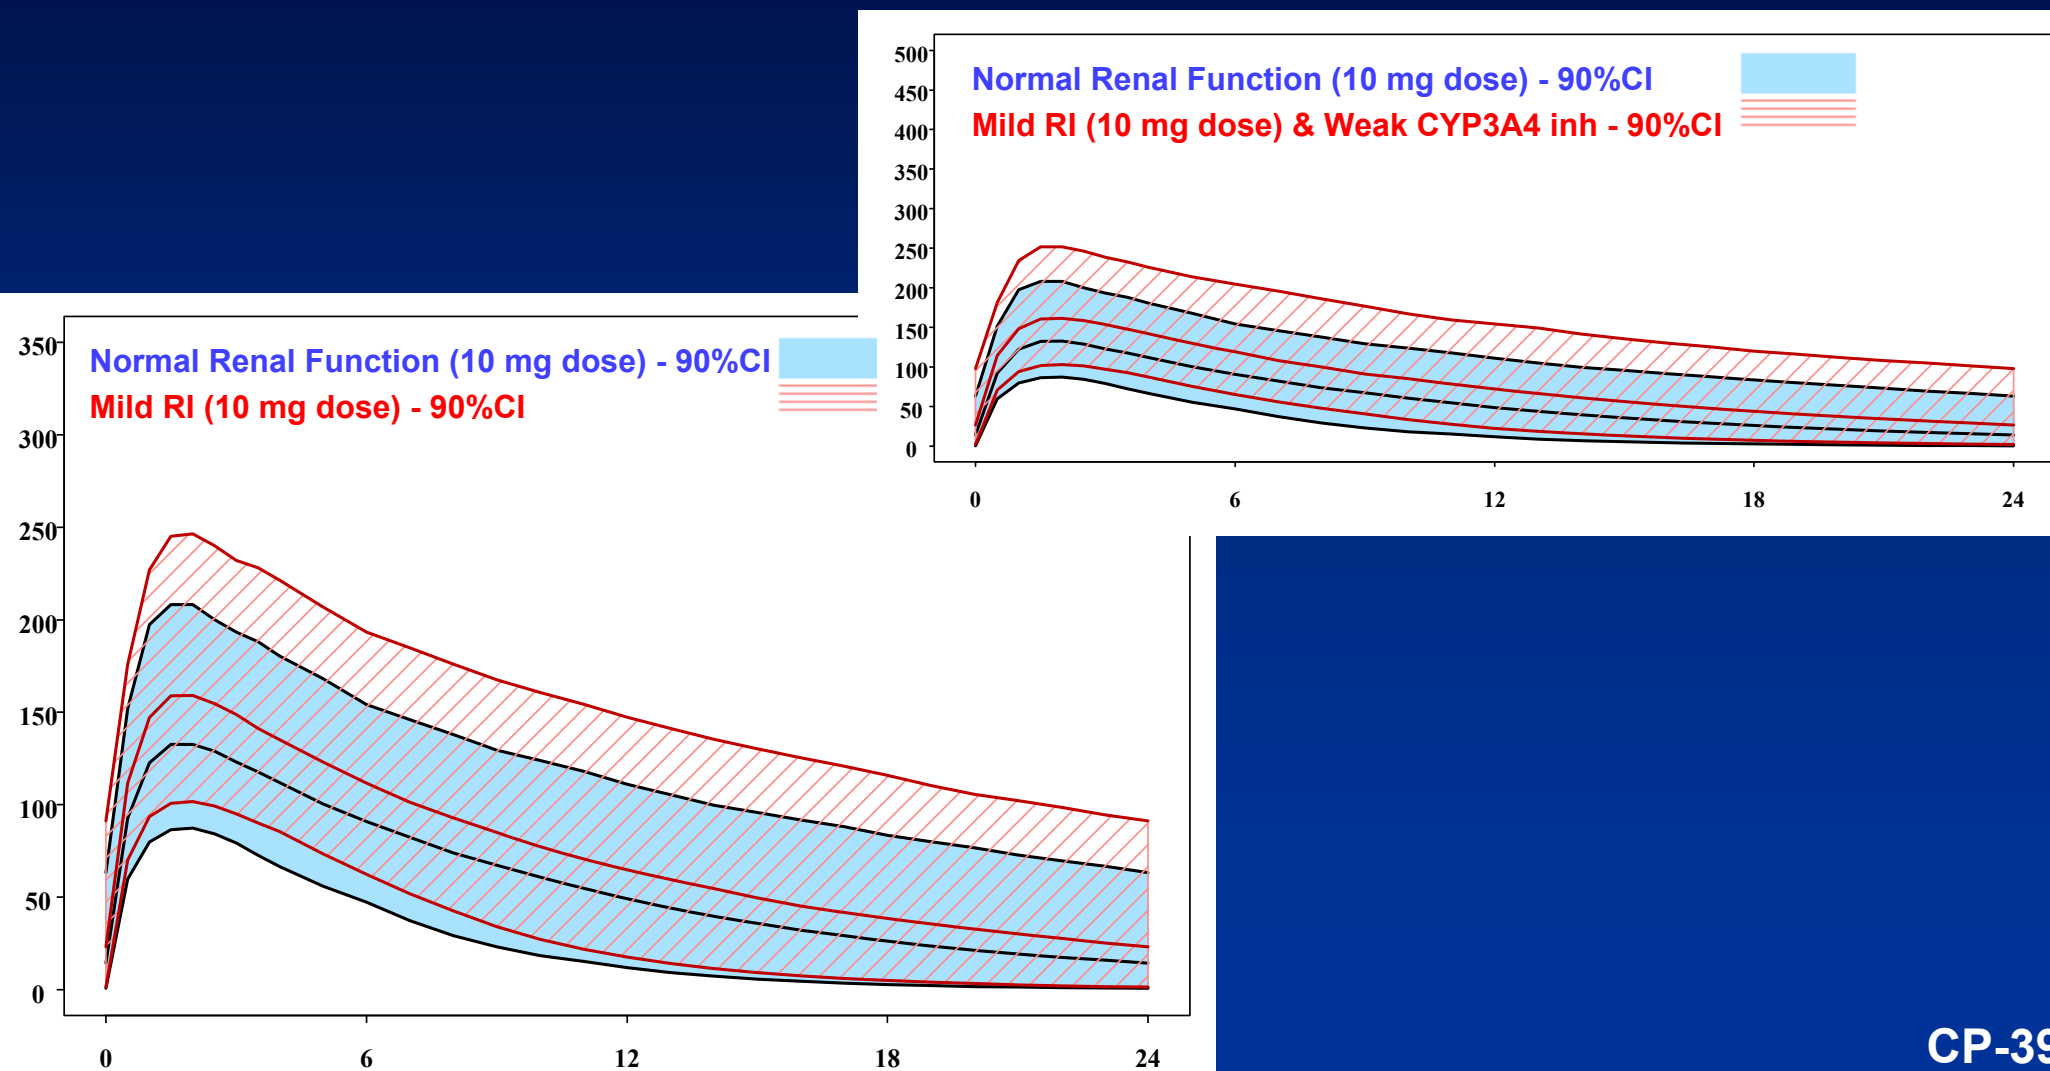 500
450
400
350
300
250
200
150
100
50
0
Normal Renal Function (10 mg dose) - 90%CI
Mild RI (10 mg dose) & Weak CYP3A4 inh - 90%CI
0 6 12 18 24
350
300
250
200
150
100
50
0
Normal Renal Function (10 mg dose) - 90%CI
Mild RI (10 mg dose) - 90%CI
0 6 12 18 24
CP-39